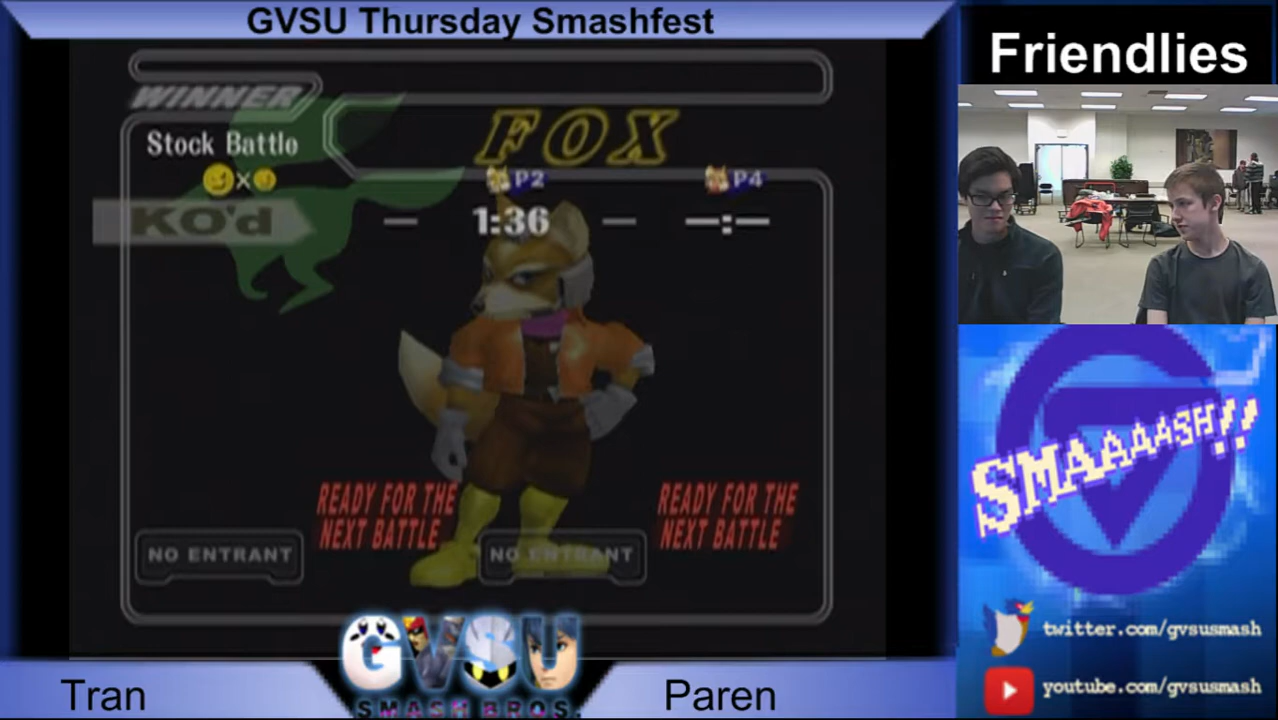 GVSU Thursday Smashfest
Friendlies
WINNER
FOX
Stock Battle
P2
P4
KO'd
1:36
READY FOR THE
NEXT BATTLE
READY FOR THE
NEXT BATTLE
NO ENTRANT
NO ENTRANT
SMAAAASH!!
twitter.com/gvsusmash
youtube.com/gvsusmash
GVSU
SMASH BROS.
Tran
Paren